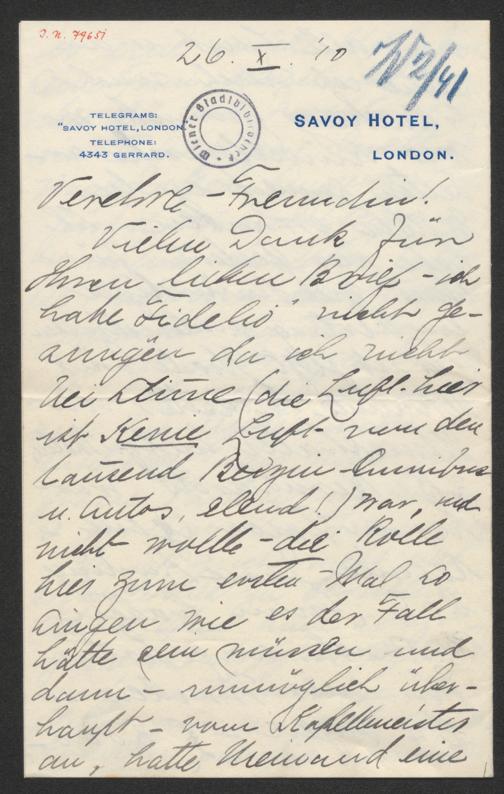 J. N. 79651
26. X. '10
W2/41
TELEGRAMS:
"SAVOY HOTEL, LONDON."
TELEPHONE:
4343 GERRARD.
Wiener Stadtbibliothek
SAVOY HOTEL,
LONDON.
Verehrte - Freundin!
Vielen Dank für
Ihren lieben Brief - ich
habe "Fidelio" nicht ge-
sungen da ich nicht
bei Stime (die Luft hier
ist Keine Luft von den
tausend Benzin-Omnibus
u. Autos, elend!) war, und
nicht wollte - die Rolle
hier zum ersten-Mal so
singen wie es der Fall
hätte sein müssen und
dann - unmöglich über-
haupt - vom Kapellmeister
an, hatte Niemand eine